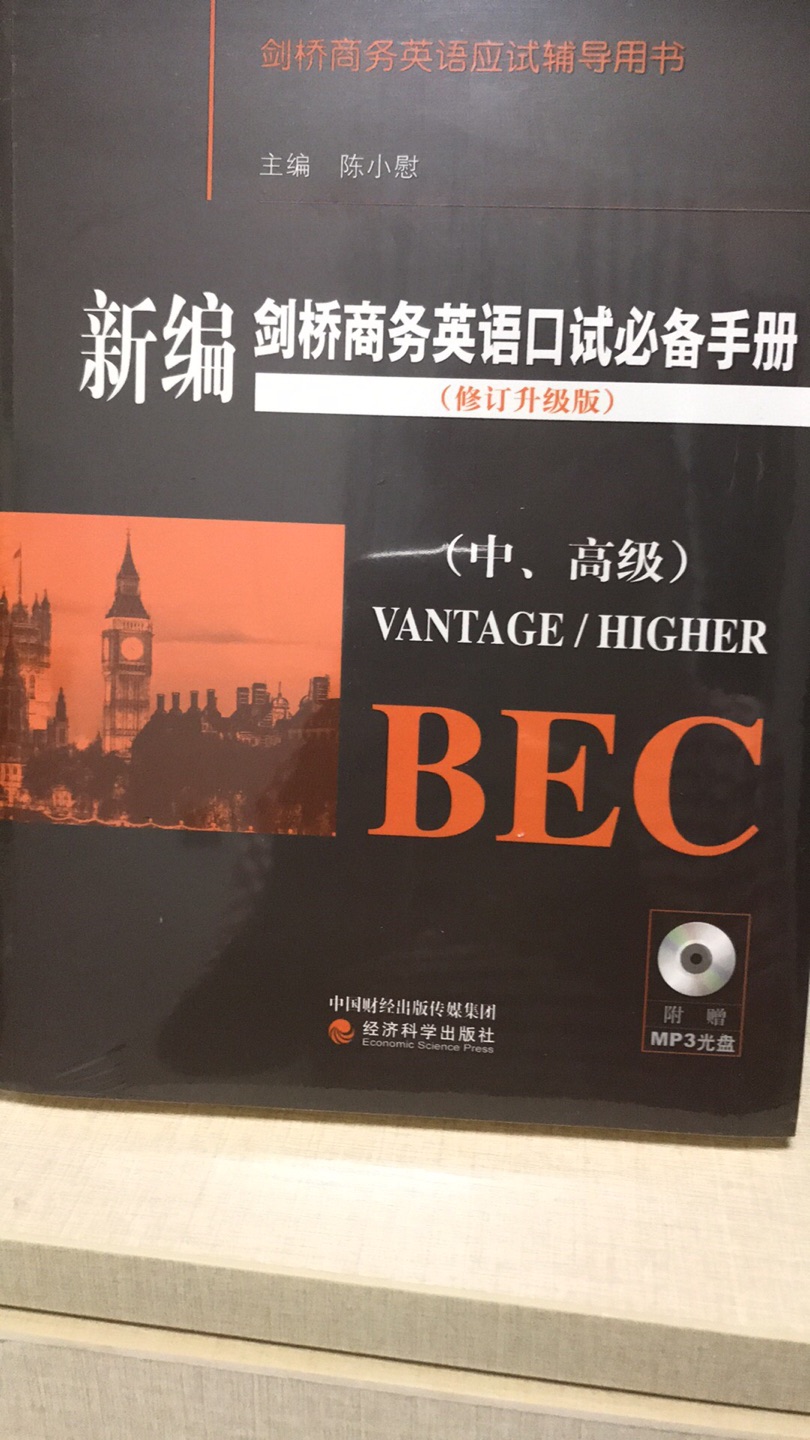 剑桥商务英语应试辅导用书
主编 陈小慰
新编 剑桥商务英语口试必备手册
（修订升级版）
（中、高级）
VANTAGE / HIGHER
BEC
中国财经出版传媒集团
经济科学出版社
Economic Science Press
附 赠
MP3光盘